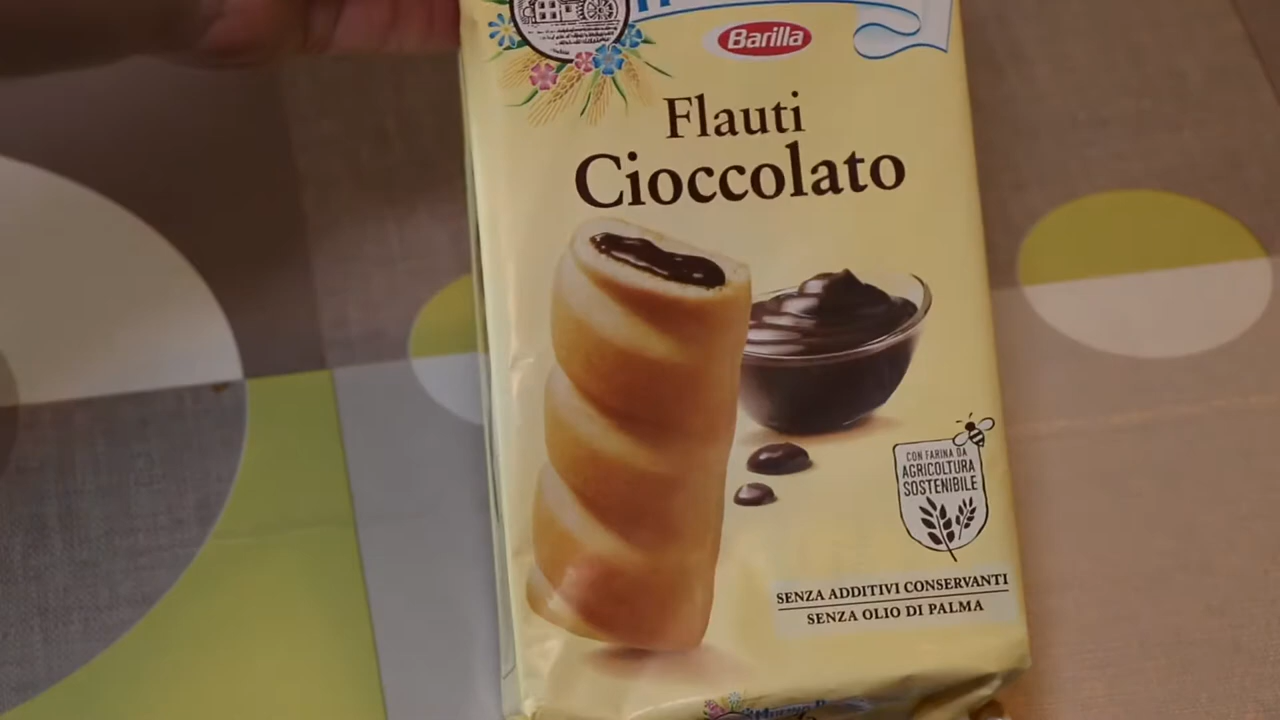 Barilla
Flauti
Cioccolato
CON FARINA DA
AGRICOLTURA
SOSTENIBILE
SENZA ADDITIVI CONSERVANTI
SENZA OLIO DI PALMA